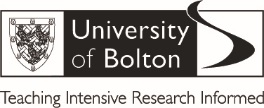 University
of Bolton
Teaching Intensive Research Informed